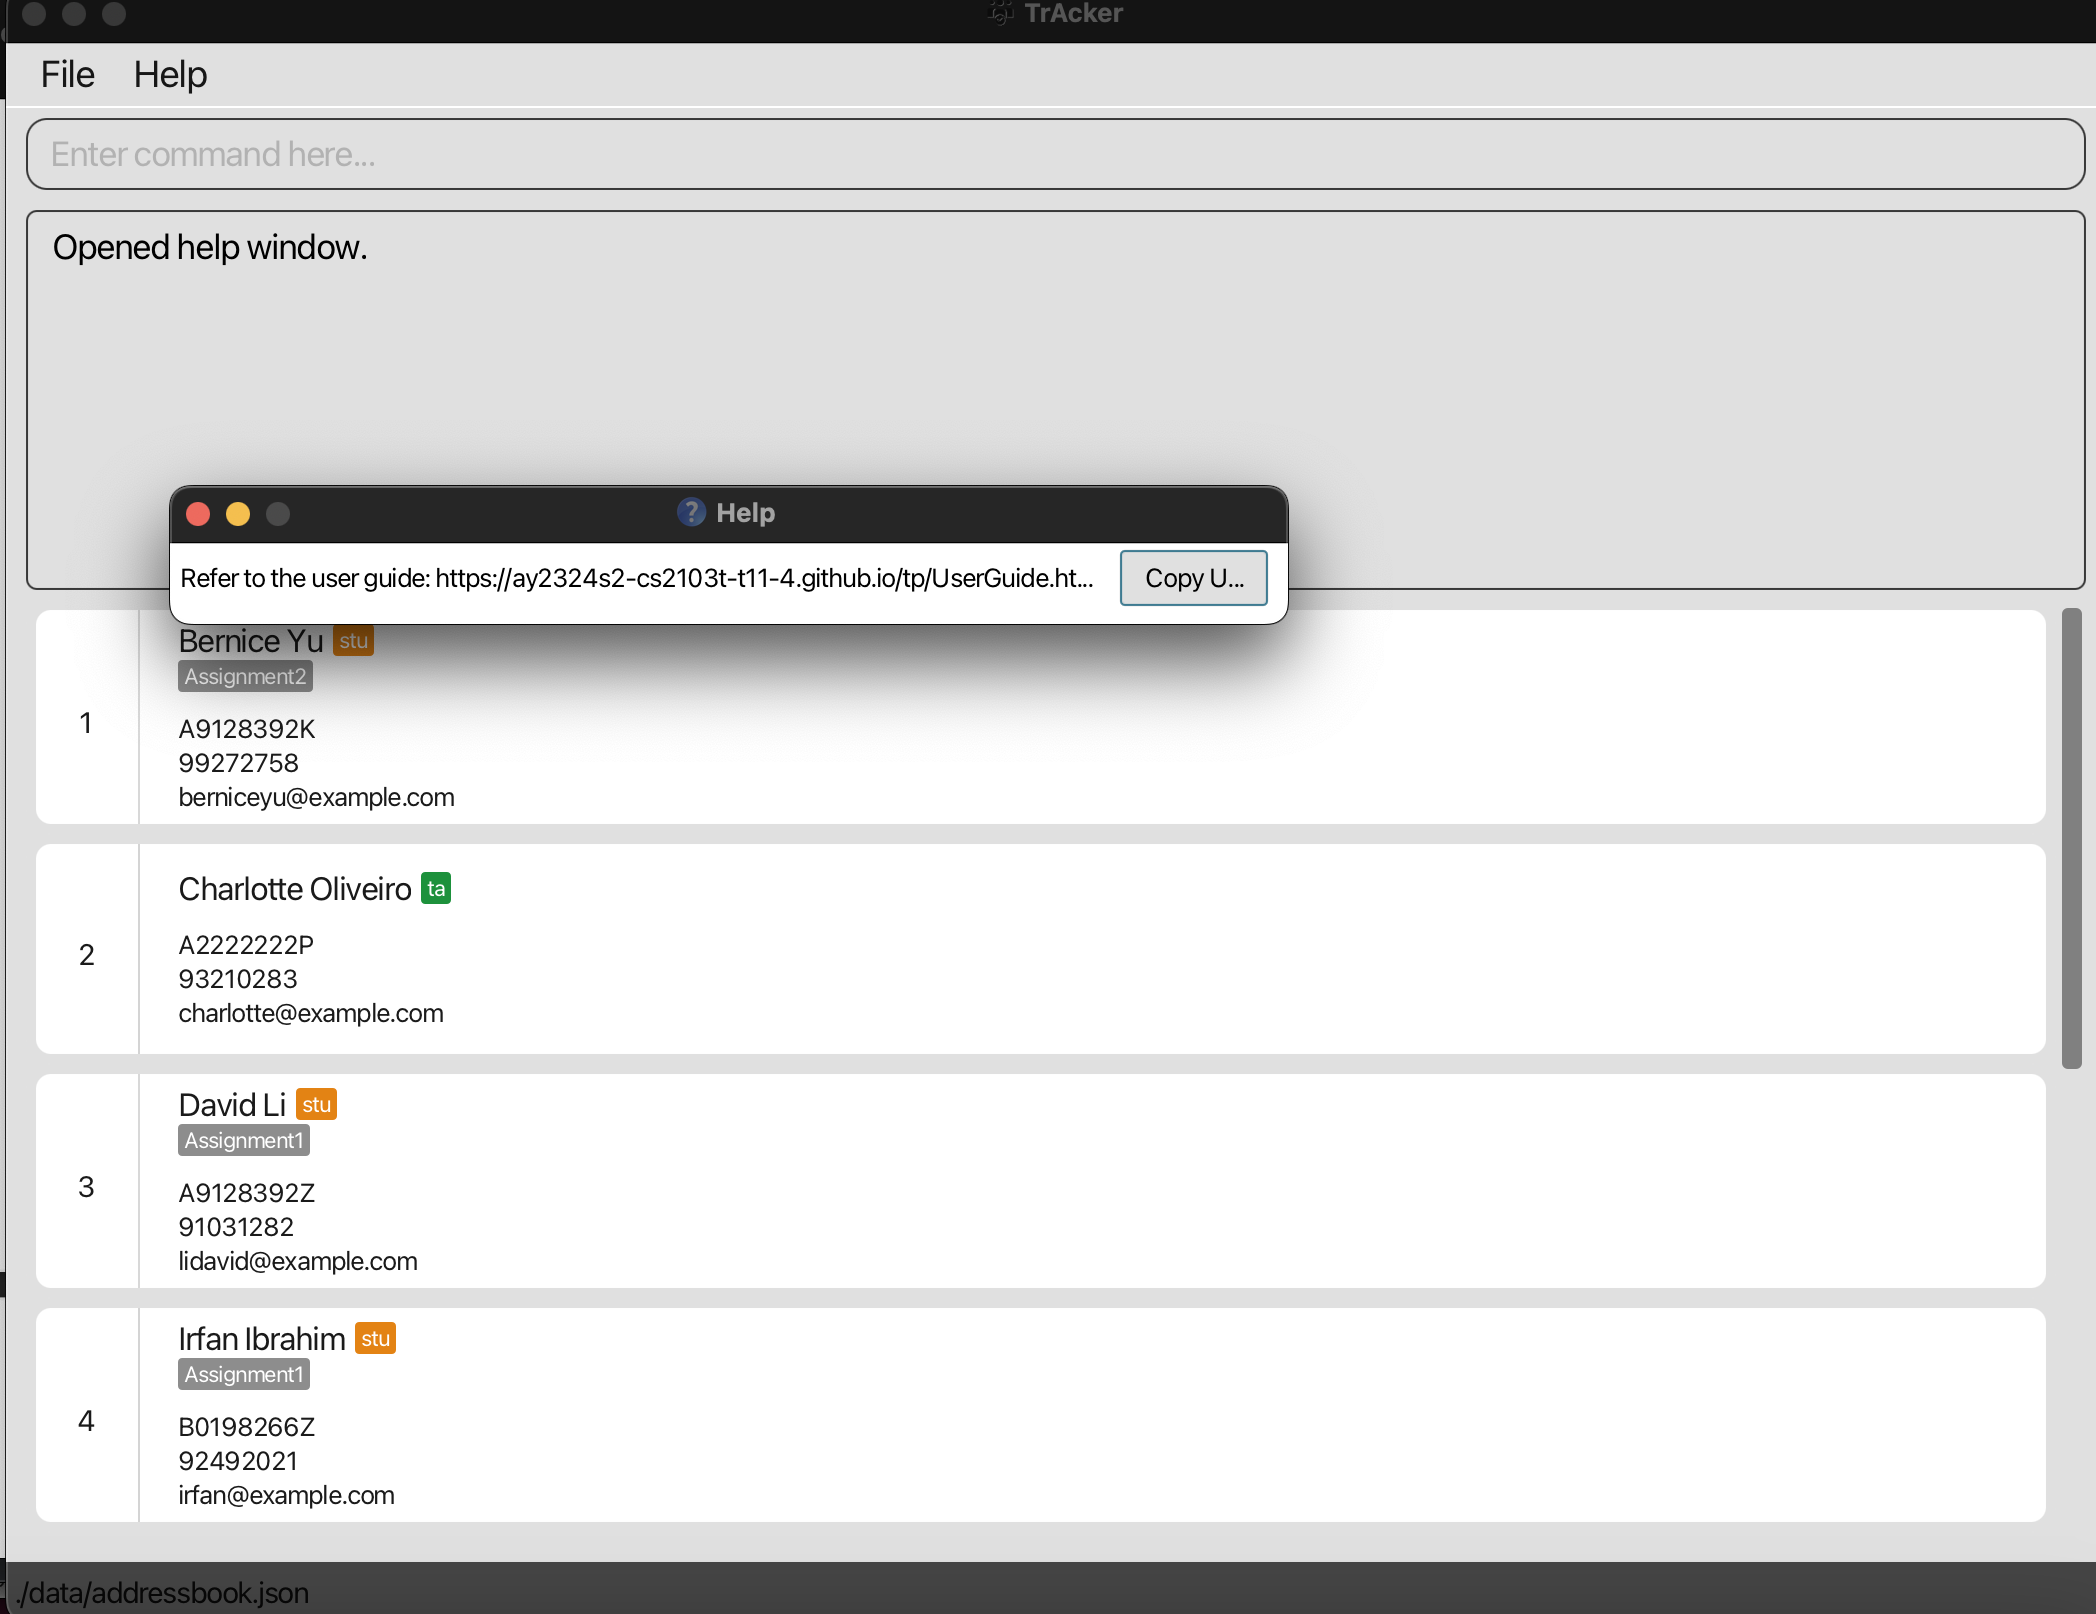 TrAcker
File Help
Enter command here...
Opened help window.
Help
Refer to the user guide: https://ay2324s2-cs2103t-t11-4.github.io/tp/UserGuide.ht... Copy U...
1
Bernice Yu stu
Assignment2
A9128392K
99272758
berniceyu@example.com
2
Charlotte Oliveiro ta
A2222222P
93210283
charlotte@example.com
3
David Li stu
Assignment1
A9128392Z
91031282
lidavid@example.com
4
Irfan Ibrahim stu
Assignment1
B0198266Z
92492021
irfan@example.com
./data/addressbook.json